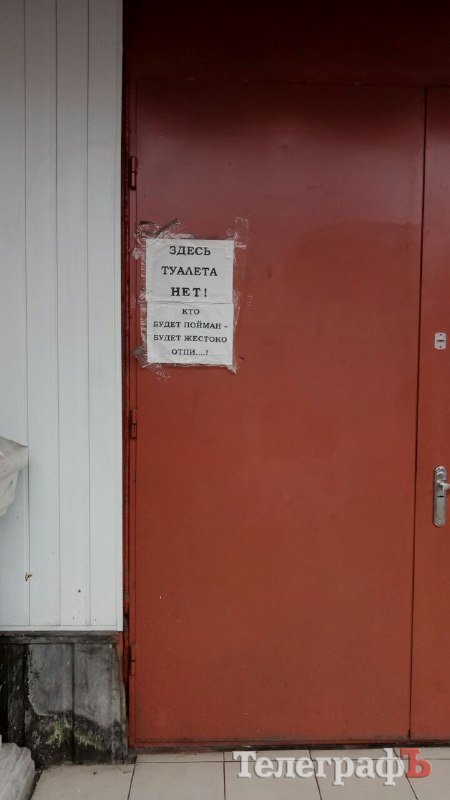 ЗДЕСЬ
ТУАЛЕТА
НЕТ!
КТО
БУДЕТ ПОЙМАН -
БУДЕТ ЖЕСТОКО
ОТПИ....!
ТелеграфЪ